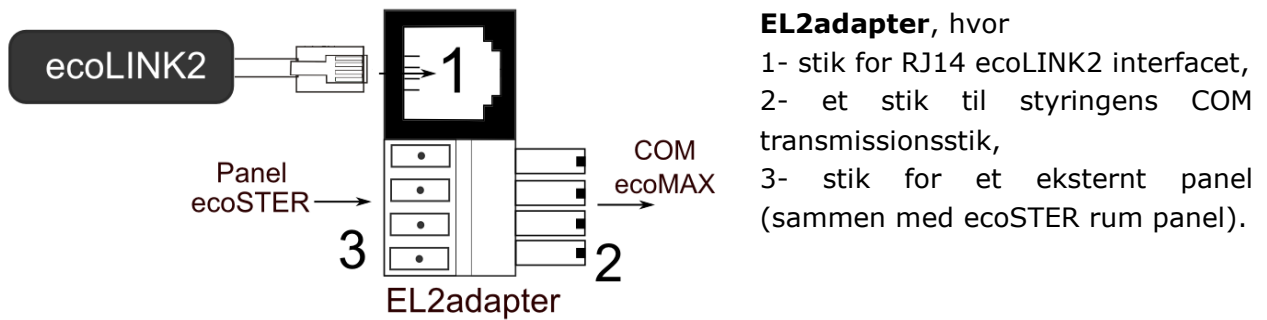 ecoLINK2
1
Panel
ecoSTER
3
COM
ecoMAX
2
EL2adapter
EL2adapter, hvor
1- stik for RJ14 ecoLINK2 interfacet,
2- et stik til styringens COM
transmissionsstik,
3- stik for et eksternt panel
(sammen med ecoSTER rum panel).